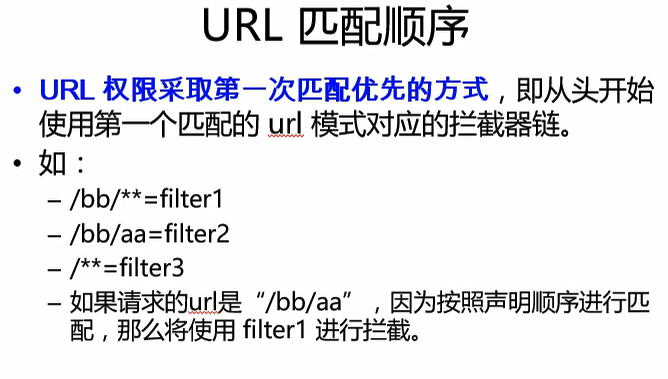 URL 匹配顺序
• URL 权限采取第一次匹配优先的方式，即从头开始
使用第一个匹配的 url 模式对应的拦截器链。
• 如：
– /bb/**=filter1
– /bb/aa=filter2
– /**=filter3
– 如果请求的url是“/bb/aa”，因为按照声明顺序进行匹
配，那么将使用 filter1 进行拦截。